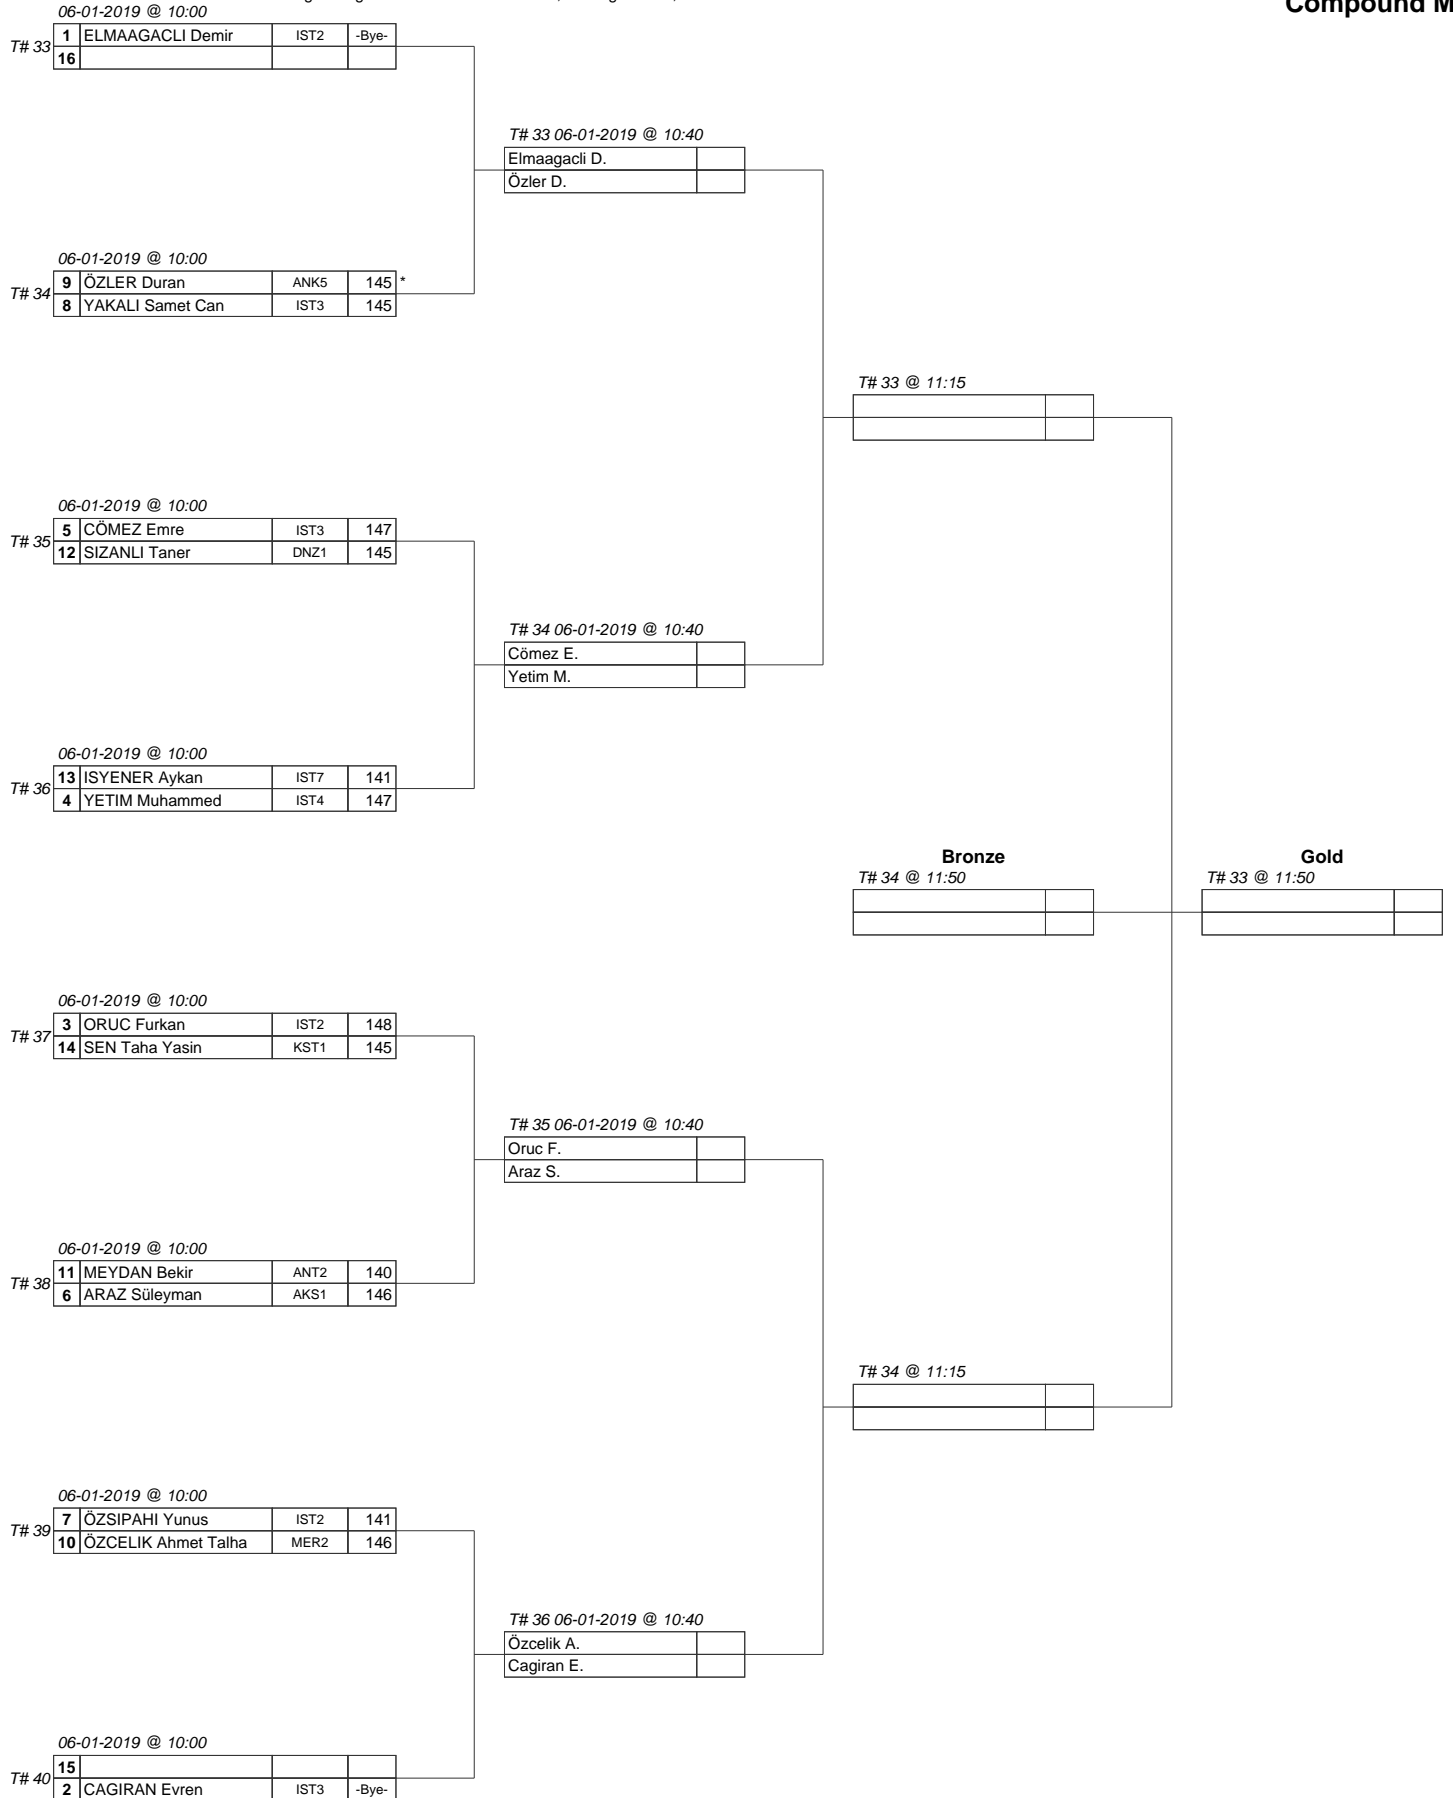 Compound M
06-01-2019 @ 10:00
T# 33
1 ELMAAGACLI Demir IST2 -Bye-
16
T# 33 06-01-2019 @ 10:40
Elmaagacli D.
Özler D.
06-01-2019 @ 10:00
T# 34
9 ÖZLER Duran ANK5 145 *
8 YAKALI Samet Can IST3 145
T# 33 @ 11:15
06-01-2019 @ 10:00
T# 35
5 CÖMEZ Emre IST3 147
12 SIZANLI Taner DNZ1 145
T# 34 06-01-2019 @ 10:40
Cömez E.
Yetim M.
06-01-2019 @ 10:00
T# 36
13 ISYENER Aykan IST7 141
4 YETIM Muhammed IST4 147
Bronze
T# 34 @ 11:50
Gold
T# 33 @ 11:50
06-01-2019 @ 10:00
T# 37
3 ORUC Furkan IST2 148
14 SEN Taha Yasin KST1 145
T# 35 06-01-2019 @ 10:40
Oruc F.
Araz S.
06-01-2019 @ 10:00
T# 38
11 MEYDAN Bekir ANT2 140
6 ARAZ Süleyman AKS1 146
T# 34 @ 11:15
06-01-2019 @ 10:00
T# 39
7 ÖZSIPAHI Yunus IST2 141
10 ÖZCELIK Ahmet Talha MER2 146
T# 36 06-01-2019 @ 10:40
Özcelik A.
Cagiran E.
06-01-2019 @ 10:00
T# 40
15
2 CAGIRAN Evren IST3 -Bye-